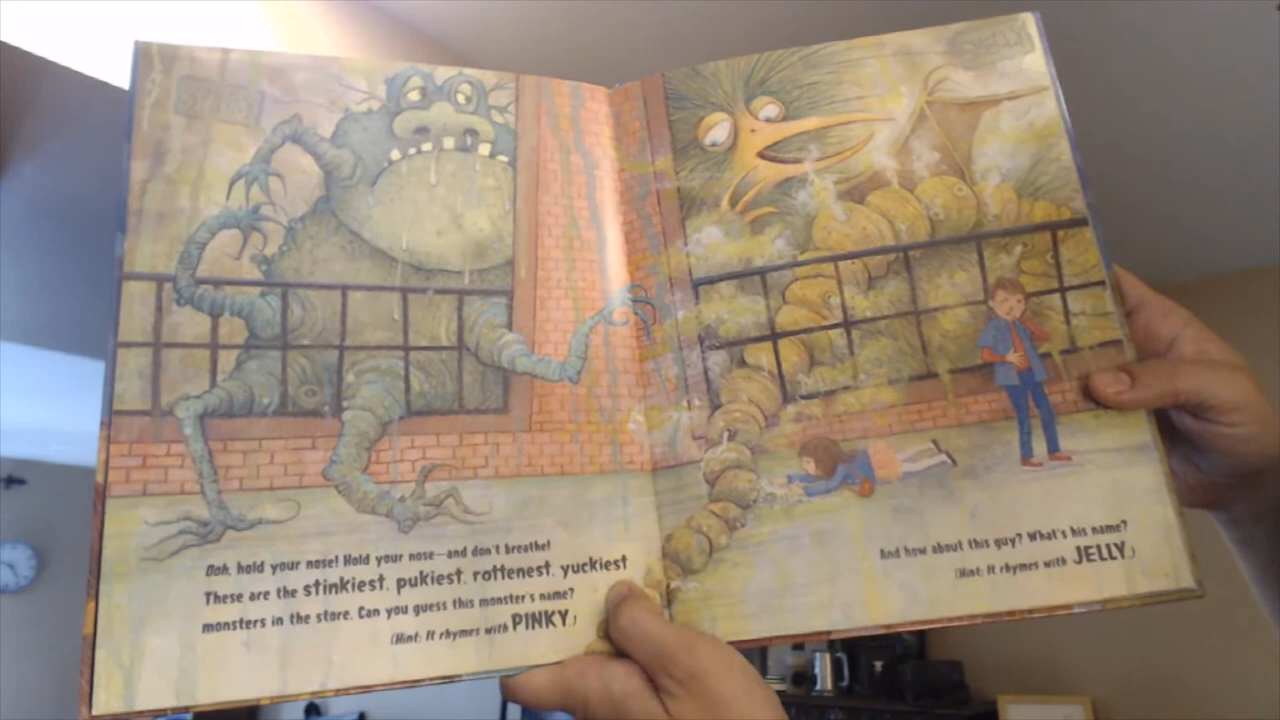 Ooh, hold your nose! Hold your nose—and don't breathe!
These are the stinkiest, pukiest, rottenest, yuckiest
monsters in the store. Can you guess this monster's name?
(Hint: It rhymes with PINKY.)
And how about this guy? What's his name?
(Hint: It rhymes with JELLY.)